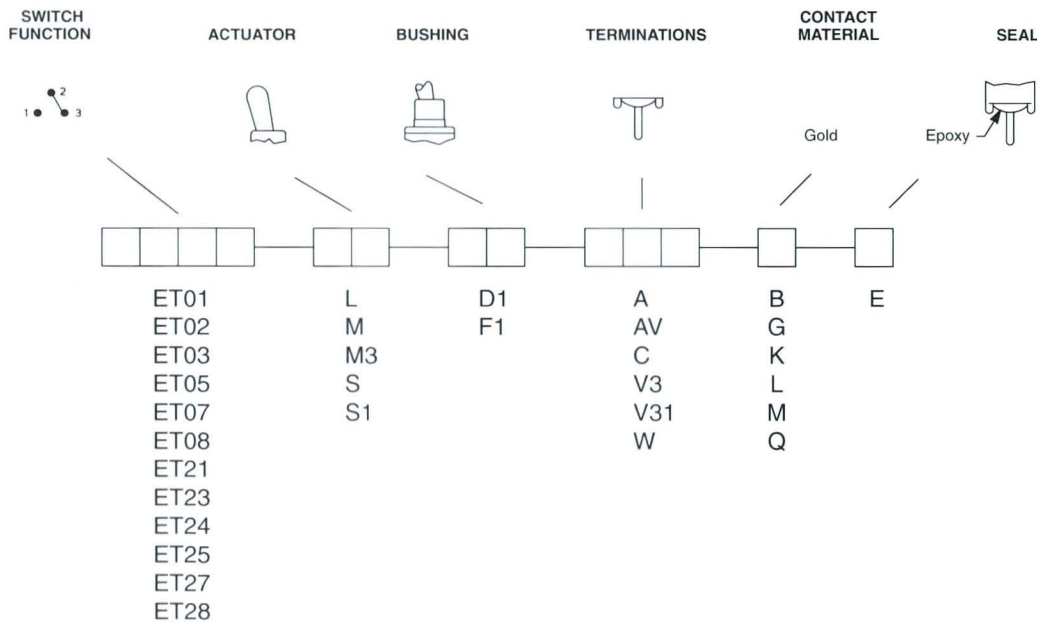 SWITCH
FUNCTION
ACTUATOR
BUSHING
TERMINATIONS
CONTACT
MATERIAL
SEAL
1 2 3
Gold
Epoxy
ET01 L D1 A B E
ET02 M F1 AV G
ET03 M3 C K
ET05 S V3 L
ET07 S1 V31 M
ET08 W Q
ET21
ET23
ET24
ET25
ET27
ET28